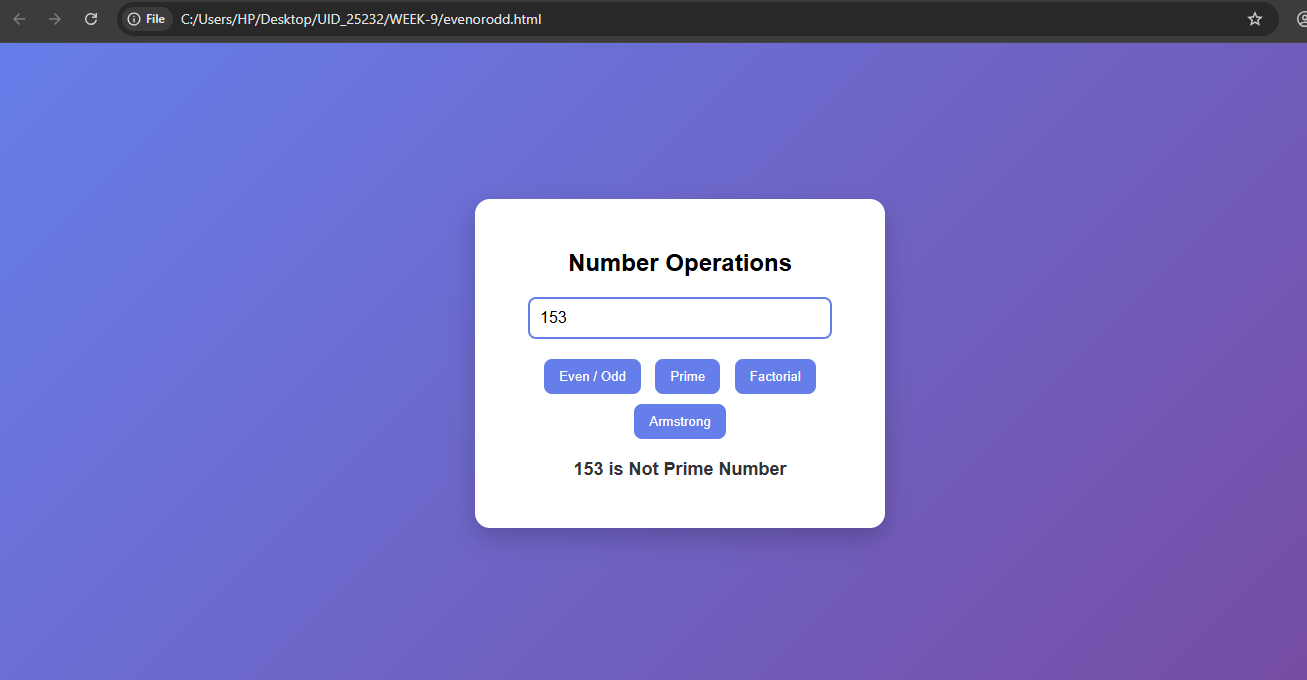 File C:/Users/HP/Desktop/UID_25232/WEEK-9/evenorodd.html
Number Operations
153
Even / Odd Prime Factorial
Armstrong
153 is Not Prime Number